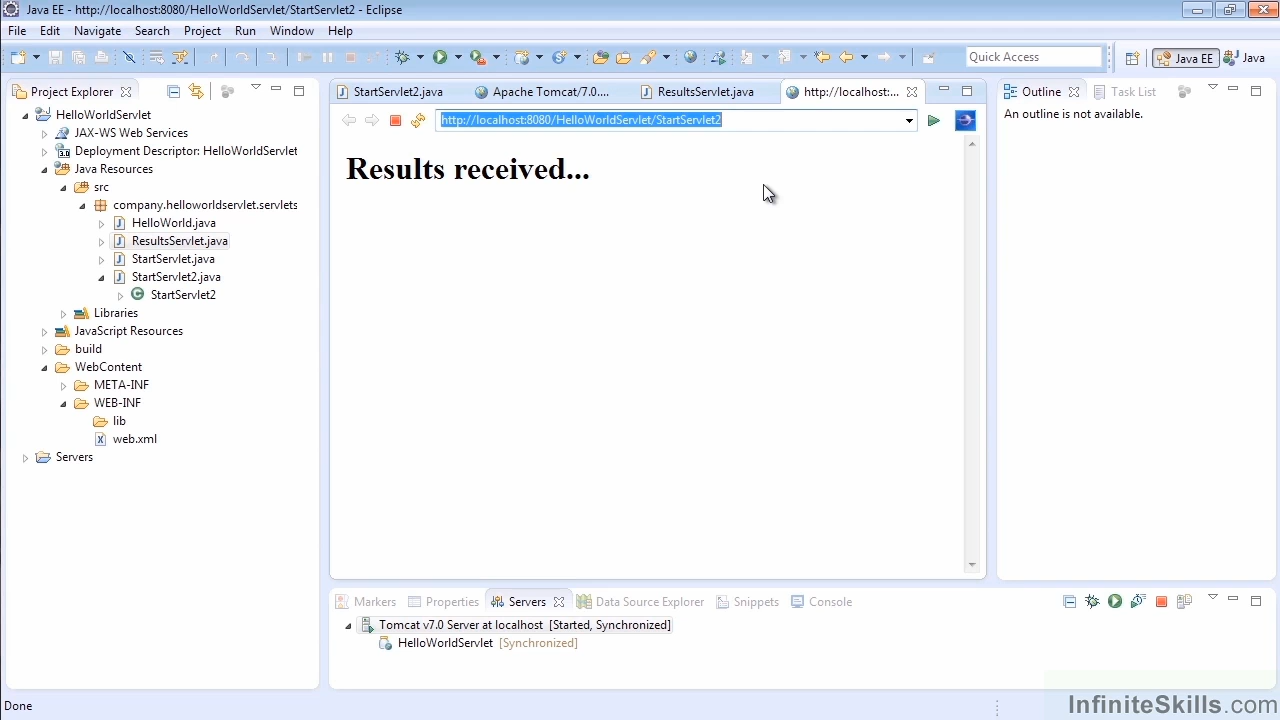 Java EE - http://localhost:8080/HelloWorldServlet/StartServlet2 - Eclipse
File Edit Navigate Search Project Run Window Help
Quick Access
Java EE
Java
Project Explorer
StartServlet2.java
Apache Tomcat/7.0....
ResultsServlet.java
http://localhost:...
Outline
Task List
http://localhost:8080/HelloWorldServlet/StartServlet2
An outline is not available.
HelloWorldServlet
JAX-WS Web Services
Deployment Descriptor: HelloWorldServlet
Java Resources
src
company.helloworldservlet.servlets
HelloWorld.java
ResultsServlet.java
StartServlet.java
StartServlet2.java
StartServlet2
Libraries
JavaScript Resources
build
WebContent
META-INF
WEB-INF
lib
web.xml
Servers
Results received...
Markers
Properties
Servers
Data Source Explorer
Snippets
Console
Tomcat v7.0 Server at localhost [Started, Synchronized]
HelloWorldServlet [Synchronized]
Done
InfiniteSkills.com